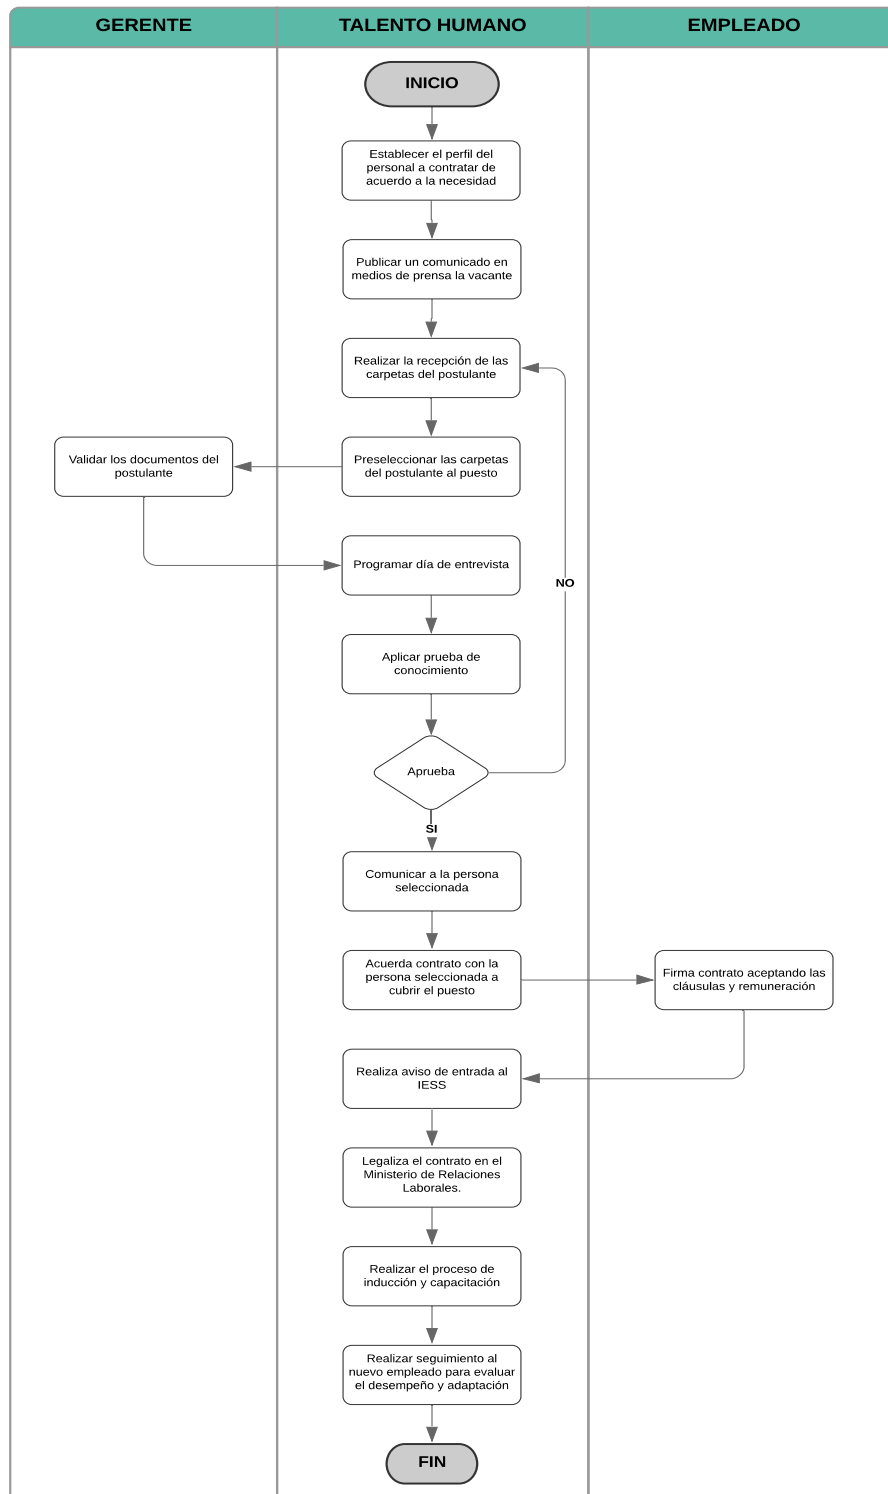 GERENTE
TALENTO HUMANO
EMPLEADO
INICIO
Establecer el perfil del
personal a contratar de
acuerdo a la necesidad
Publicar un comunicado en
medios de prensa la vacante
Realizar la recepción de las
carpetas del postulante
Validar los documentos del
postulante
Preseleccionar las carpetas
del postulante al puesto
Programar día de entrevista
NO
Aplicar prueba de
conocimiento
Aprueba
SI
Comunicar a la persona
seleccionada
Acuerda contrato con la
persona seleccionada a
cubrir el puesto
Firma contrato aceptando las
cláusulas y remuneración
Realiza aviso de entrada al
IESS
Legaliza el contrato en el
Ministerio de Relaciones
Laborales.
Realizar el proceso de
inducción y capacitación
Realizar seguimiento al
nuevo empleado para evaluar
el desempeño y adaptación
FIN